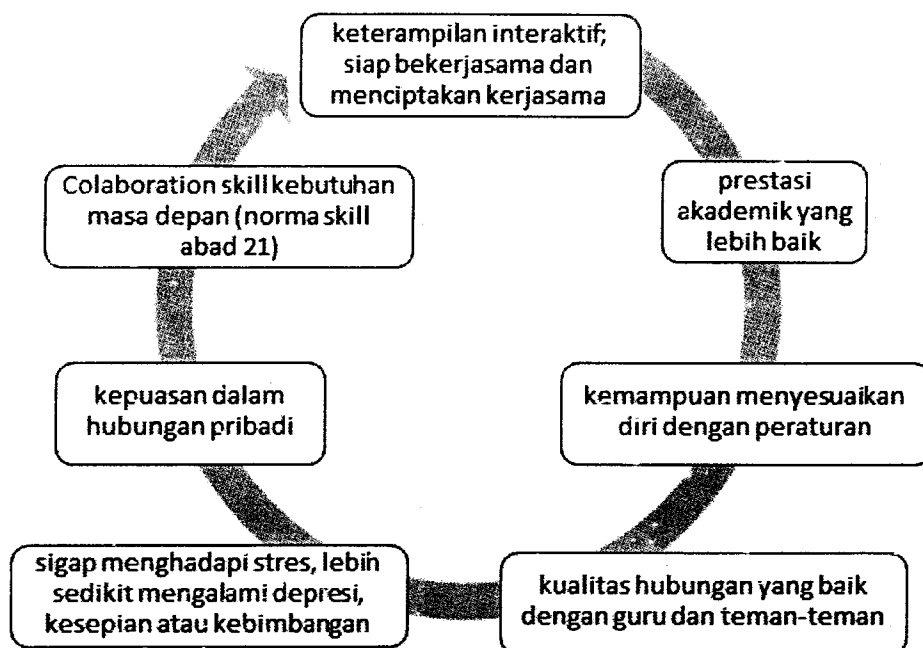 keterampilan interaktif;
siap bekerjasama dan
menciptakan kerjasama
prestasi
akademik yang
lebih baik
kemampuan menyesuaikan
diri dengan peraturan
kualitas hubungan yang baik
dengan guru dan teman-teman
sigap menghadapi stres, lebih
sedikit mengalami depresi,
kesepian atau kebimbangan
kepuasan dalam
hubungan pribadi
Colaboration skill kebutuhan
masa depan (norma skill
abad 21)